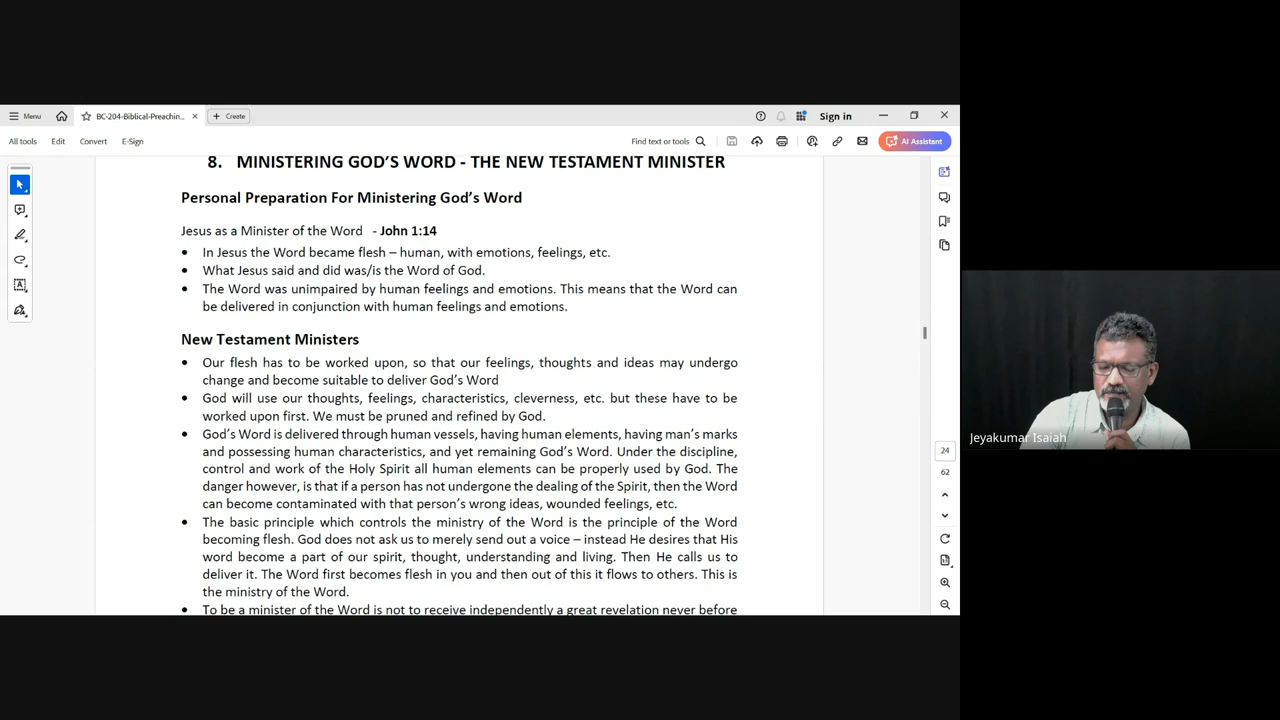 Menu
BC-204-Biblical-Preachin...
Create
Sign in
All tools
Edit
Convert
E-Sign
Find text or tools
AI Assistant
8. MINISTERING GOD'S WORD - THE NEW TESTAMENT MINISTER
Personal Preparation For Ministering God's Word
Jesus as a Minister of the Word - John 1:14
• In Jesus the Word became flesh – human, with emotions, feelings, etc.
• What Jesus said and did was/is the Word of God.
• The Word was unimpaired by human feelings and emotions. This means that the Word can
be delivered in conjunction with human feelings and emotions.
New Testament Ministers
• Our flesh has to be worked upon, so that our feelings, thoughts and ideas may undergo
change and become suitable to deliver God's Word
• God will use our thoughts, feelings, characteristics, cleverness, etc. but these have to be
worked upon first. We must be pruned and refined by God.
• God's Word is delivered through human vessels, having human elements, having man's marks
and possessing human characteristics, and yet remaining God's Word. Under the discipline,
control and work of the Holy Spirit all human elements can be properly used by God. The
danger however, is that if a person has not undergone the dealing of the Spirit, then the Word
can become contaminated with that person's wrong ideas, wounded feelings, etc.
• The basic principle which controls the ministry of the Word is the principle of the Word
becoming flesh. God does not ask us to merely send out a voice – instead He desires that His
word become a part of our spirit, thought, understanding and living. Then He calls us to
deliver it. The Word first becomes flesh in you and then out of this it flows to others. This is
the ministry of the Word.
• To be a minister of the Word is not to receive independently a great revelation never before
24
62
Jeyakumar Isaiah